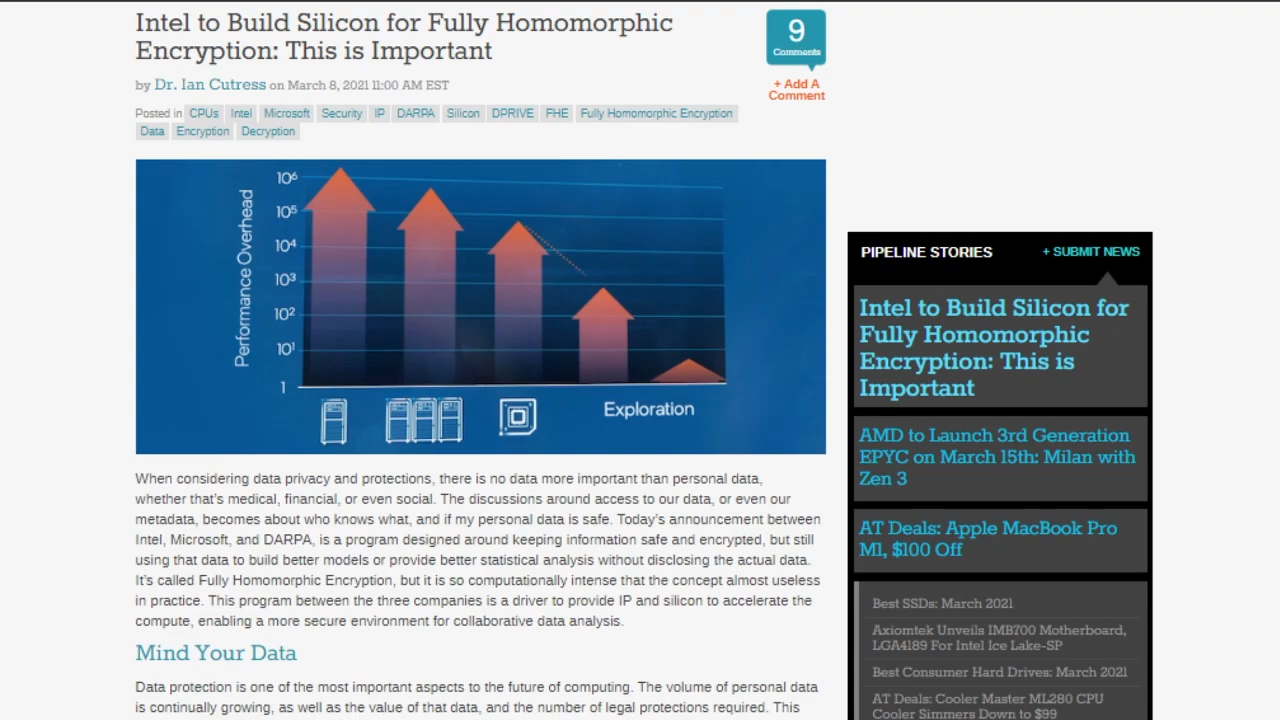 Intel to Build Silicon for Fully Homomorphic
Encryption: This is Important
9
Comments
+ Add A
Comment
by Dr. Ian Cutress on March 8, 2021 11:00 AM EST
Posted in CPUs Intel Microsoft Security IP DARPA Silicon DPRIVE FHE Fully Homomorphic Encryption
Data Encryption Decryption
Performance Overhead
10⁶
10⁵
10⁴
10³
10²
10¹
1
Exploration
When considering data privacy and protections, there is no data more important than personal data,
whether that's medical, financial, or even social. The discussions around access to our data, or even our
metadata, becomes about who knows what, and if my personal data is safe. Today's announcement between
Intel, Microsoft, and DARPA, is a program designed around keeping information safe and encrypted, but still
using that data to build better models or provide better statistical analysis without disclosing the actual data.
It's called Fully Homomorphic Encryption, but it is so computationally intense that the concept almost useless
in practice. This program between the three companies is a driver to provide IP and silicon to accelerate the
compute, enabling a more secure environment for collaborative data analysis.
Mind Your Data
Data protection is one of the most important aspects to the future of computing. The volume of personal data
is continually growing, as well as the value of that data, and the number of legal protections required. This
PIPELINE STORIES
+ SUBMIT NEWS
Intel to Build Silicon for
Fully Homomorphic
Encryption: This is
Important
AMD to Launch 3rd Generation
EPYC on March 15th: Milan with
Zen 3
AT Deals: Apple MacBook Pro
M1, $100 Off
Best SSDs: March 2021
Axiomtek Unveils IMB700 Motherboard,
LGA4189 For Intel Ice Lake-SP
Best Consumer Hard Drives: March 2021
AT Deals: Cooler Master ML280 CPU
Cooler Simmers Down to $99